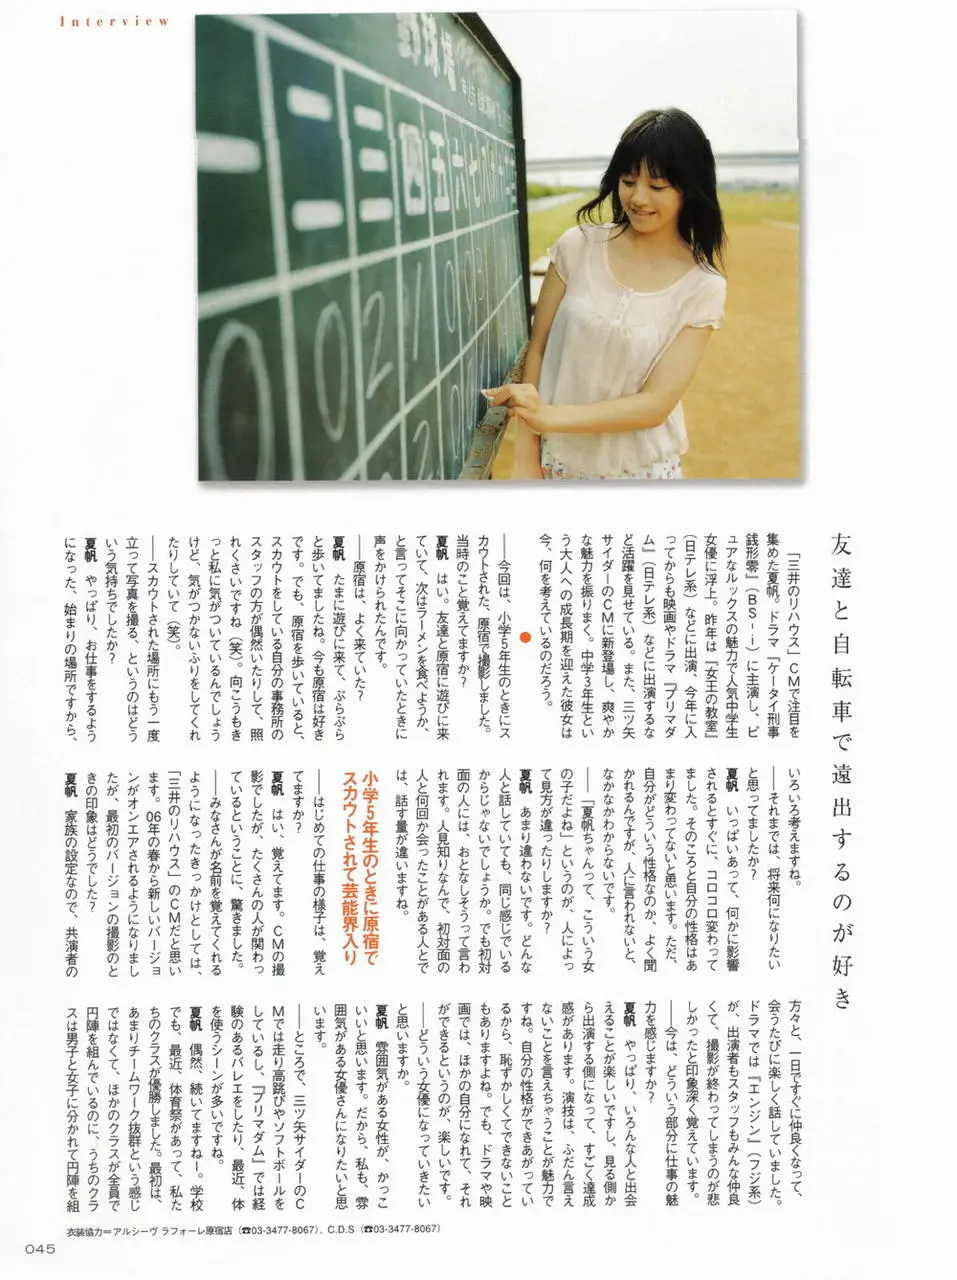 Interview
野球場
一二三四五六七八
友達と自転車で遠出するのが好き
「三井のリハウス」CMで注目を
集めた夏帆。ドラマ『ケータイ刑事
銭形零』(BS-i)に主演し、ピ
ュアなルックスの魅力で人気中学生
女優に浮上。昨年は『女王の教室』
(日テレ系)などに出演、今年に入
ってからも映画やドラマ『プリマダ
ム』(日テレ系)などに出演するな
ど活躍を見せている。また、三ツ矢
サイダーのCMに新登場し、爽やか
な魅力を振りまく。中学3年生とい
う大人への成長期を迎えた彼女は
今、何を考えているのだろう。
●
──今回は、小学5年生のときにス
カウトされた、原宿で撮影しました。
当時のこと覚えてますか?
夏帆 はい。友達と原宿に遊びに来
ていて、次はラーメンを食べようか、
と言ってそこに向かっていたときに
声をかけられたんです。
──原宿は、よく来ていた?
夏帆 たまに遊びに来て、ぶらぶら
と歩いてましたね。今も原宿は好き
です。でも、原宿を歩いていると、
スカウトをしている自分の事務所の
スタッフの方が偶然いたりして、照
れくさいですね(笑)。向こうもき
っと私に気がついているんでしょう
けど、気がつかないふりをしてくれ
たりしていて(笑)。
──スカウトされた場所にもう一度
立って写真を撮る、というのはどう
いう気持ちでしたか?
夏帆 やっぱり、お仕事をするよう
になった、始まりの場所ですから、
いろいろ考えますね。
──それまでは、将来何になりたい
と思ってましたか?
夏帆 いっぱいあって、何かに影響
されるとすぐに、コロコロ変わって
ました。そのころと自分の性格はあ
まり変わってないと思います。ただ、
自分がどういう性格なのか、よく聞
かれるんですが、人に言われないと、
なかなかわからないです。
──「夏帆ちゃんって、こういう女
の子だよね」というのが、人によっ
て見方が違ったりしますか?
夏帆 あまり違わないです。どんな
人と話していても、同じ感じでいる
からじゃないでしょうか。でも初対
面の人には、おとなしそうって言わ
れます。人見知りなんで、初対面の
人と何回か会ったことがある人とで
は、話す量が違いますね。
小学5年生のときに原宿で
スカウトされて芸能界入り
──はじめての仕事の様子は、覚え
てますか?
夏帆 はい、覚えてます。CMの撮
影でしたが、たくさんの人が関わっ
ているということに、驚きました。
──みなさんが名前を覚えてくれる
ようになったきっかけとしては、
「三井のリハウス」のCMだと思い
ます。06年の春から新しいバージョ
ンがオンエアされるようになりまし
たが、最初のバージョンの撮影のと
きの印象はどうでした?
夏帆 家族の設定なので、共演者の
方々と、一日ですぐに仲良くなって、
会うたびに楽しく話していました。
ドラマでは『エンジン』(フジ系)
が、出演者もスタッフもみんな仲良
くて、撮影が終わってしまうのが悲
しかったと印象深く覚えています。
──今は、どういう部分に仕事の魅
力を感じますか?
夏帆 やっぱり、いろんな人と出会
えることが楽しいですし、見る側か
ら出演する側になって、すごく達成
感があります。演技は、ふだん言え
ないことを言えちゃうことが魅力で
すね。自分の性格ができあがってい
るから、恥ずかしくてできないこと
もありますよね。でも、ドラマや映
画では、ほかの自分になれて、それ
ができるというのが、楽しいです。
──どういう女優になっていきたい
と思いますか。
夏帆 雰囲気がある女性が、かっこ
いいと思います。だから、私も、雰
囲気がある女優さんになりたいと思
います。
──ところで、三ツ矢サイダーのC
Mでは走り高跳びやソフトボールを
しているし、『プリマダム』では経
験のあるバレエをしたり、最近、体
を使うシーンが多いですね。
夏帆 偶然、続いてますねー。学校
でも、最近、体育祭があって、私た
ちのクラスが優勝しました。最初は、
あまりチームワーク抜群という感じ
ではなくて、ほかのクラスが全員で
円陣を組んでいるのに、うちのクラ
スは男子と女子に分かれて円陣を組
衣装協力=アルシーヴ ラフォーレ原宿店(☎03-3477-8067)、C.D.S(☎03-3477-8067)
045